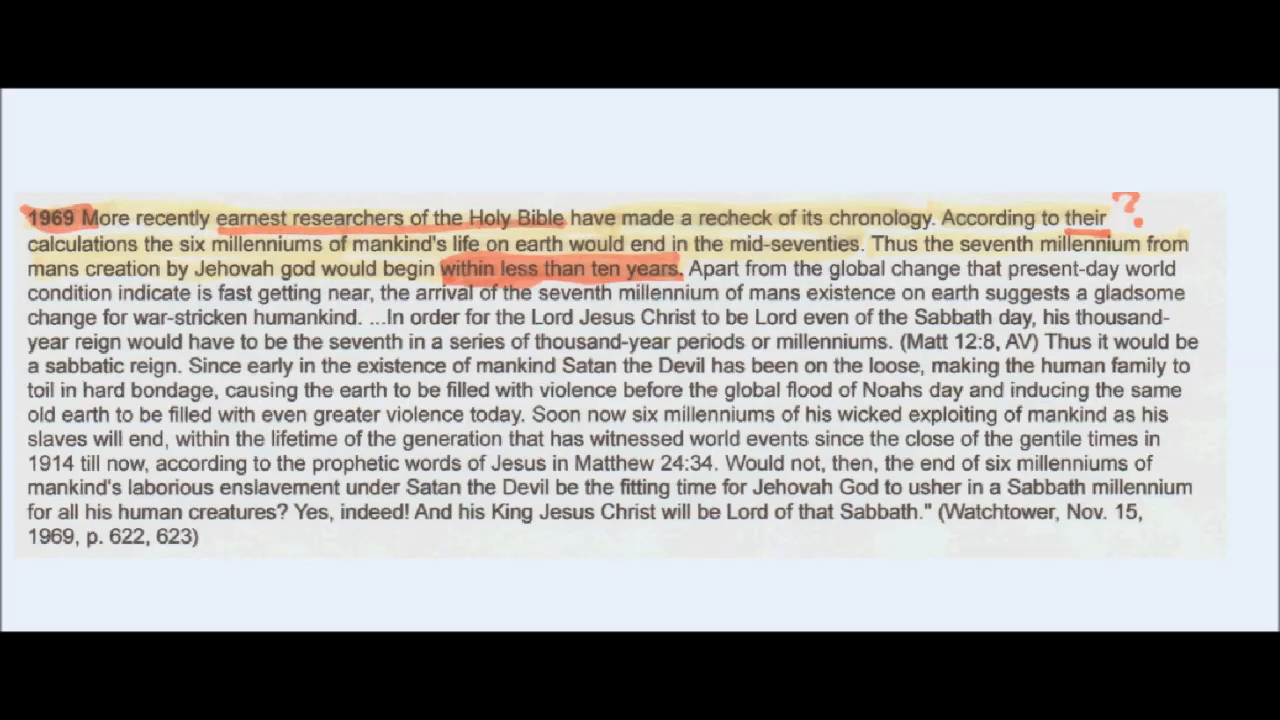 1969 More recently earnest researchers of the Holy Bible have made a recheck of its chronology. According to their ?
calculations the six millenniums of mankind's life on earth would end in the mid-seventies. Thus the seventh millennium from
mans creation by Jehovah god would begin within less than ten years. Apart from the global change that present-day world
condition indicate is fast getting near, the arrival of the seventh millennium of mans existence on earth suggests a gladsome
change for war-stricken humankind. ...In order for the Lord Jesus Christ to be Lord even of the Sabbath day, his thousand-
year reign would have to be the seventh in a series of thousand-year periods or millenniums. (Matt 12:8, AV) Thus it would be
a sabbatic reign. Since early in the existence of mankind Satan the Devil has been on the loose, making the human family to
toil in hard bondage, causing the earth to be filled with violence before the global flood of Noahs day and inducing the same
old earth to be filled with even greater violence today. Soon now six millenniums of his wicked exploiting of mankind as his
slaves will end, within the lifetime of the generation that has witnessed world events since the close of the gentile times in
1914 till now, according to the prophetic words of Jesus in Matthew 24:34. Would not, then, the end of six millenniums of
mankind's laborious enslavement under Satan the Devil be the fitting time for Jehovah God to usher in a Sabbath millennium
for all his human creatures? Yes, indeed! And his King Jesus Christ will be Lord of that Sabbath." (Watchtower, Nov. 15,
1969, p. 622, 623)